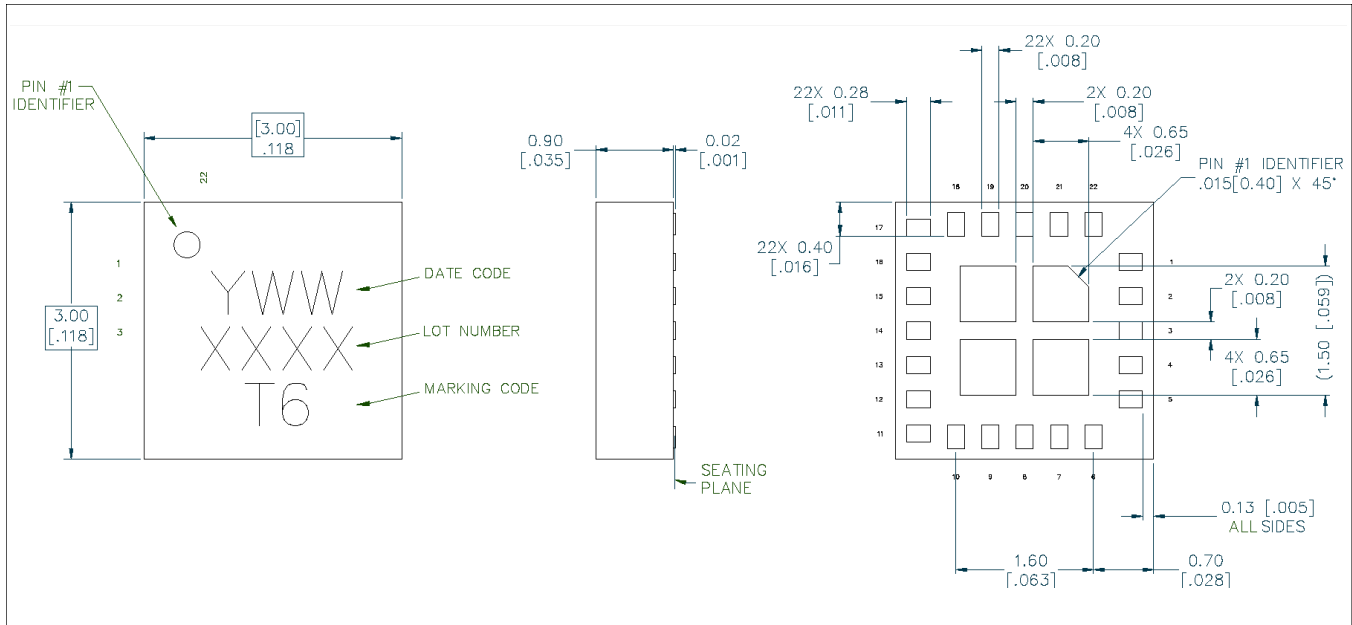 PIN #1
IDENTIFIER
[3.00]
.118
22
1
2
3
3.00
[.118]
YWW
XXXX
T6
DATE CODE
LOT NUMBER
MARKING CODE
0.90
[.035]
0.02
[.001]
SEATING
PLANE
22X 0.20
[.008]
22X 0.28
[.011]
2X 0.20
[.008]
4X 0.65
[.026]
PIN #1 IDENTIFIER
.015[0.40] X 45°
18
19
20
21
22
17
16
15
14
13
12
11
22X 0.40
[.016]
1
2
3
4
5
2X 0.20
[.008]
4X 0.65
[.026]
(1.50 [.059])
10
9
8
7
6
0.13 [.005]
ALL SIDES
1.60
[.063]
0.70
[.028]